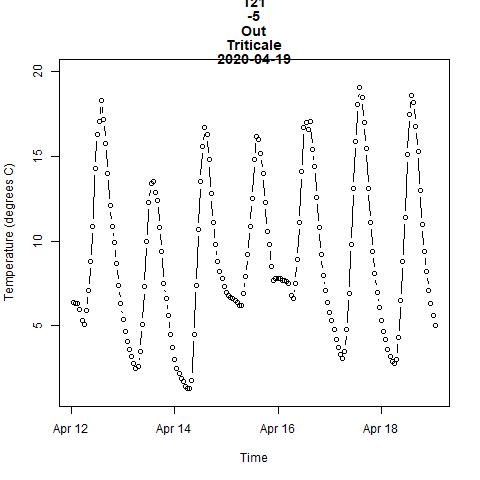 121
-5
Out
Triticale
2020-04-19
20
15
10
5
Temperature (degrees C)
Apr 12
Apr 14
Apr 16
Apr 18
Time